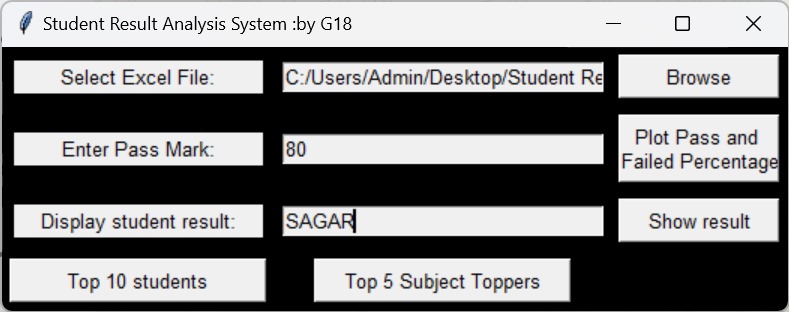 Student Result Analysis System :by G18
Select Excel File:
C:/Users/Admin/Desktop/Student Re
Browse
Enter Pass Mark:
80
Plot Pass and
Failed Percentage
Display student result:
SAGAR
Show result
Top 10 students
Top 5 Subject Toppers